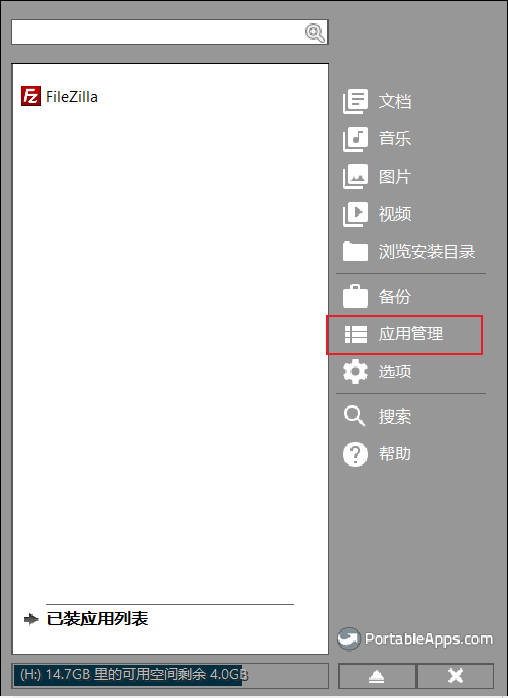 FileZilla
已装应用列表
(H:) 14.7GB 里的可用空间剩余 4.0GB
文档
音乐
图片
视频
浏览安装目录
备份
应用管理
选项
搜索
帮助
PortableApps.com